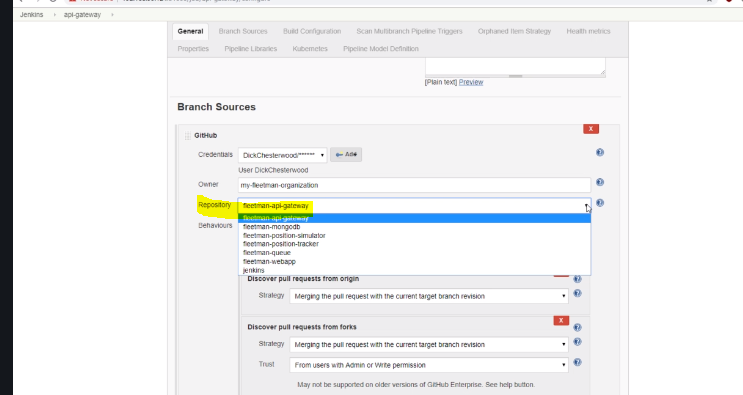 Jenkins › api-gateway ›
General Branch Sources Build Configuration Scan Multibranch Pipeline Triggers Orphaned Item Strategy Health metrics
Properties Pipeline Libraries Kubernetes Pipeline Model Definition
[Plain text] Preview
Branch Sources
GitHub
X
Credentials DickChesterwood/****** Add
User DickChesterwood
Owner my-fleetman-organization
Repository fleetman-api-gateway
fleetman-api-gateway
Behaviours
fleetman-mongodb
fleetman-position-simulator
fleetman-position-tracker
fleetman-queue
fleetman-webapp
jenkins
Discover pull requests from origin
Strategy Merging the pull request with the current target branch revision
X
Discover pull requests from forks
Strategy Merging the pull request with the current target branch revision
Trust From users with Admin or Write permission
May not be supported on older versions of GitHub Enterprise. See help button.